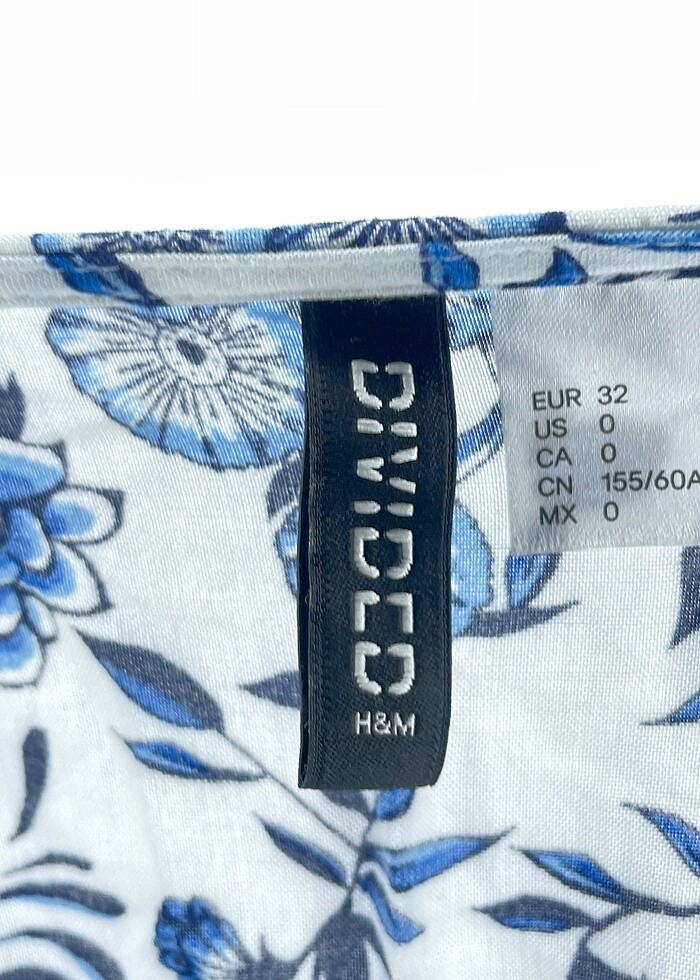 DIVIDED
H&M
EUR 32
US 0
CA 0
CN 155/60A
MX 0